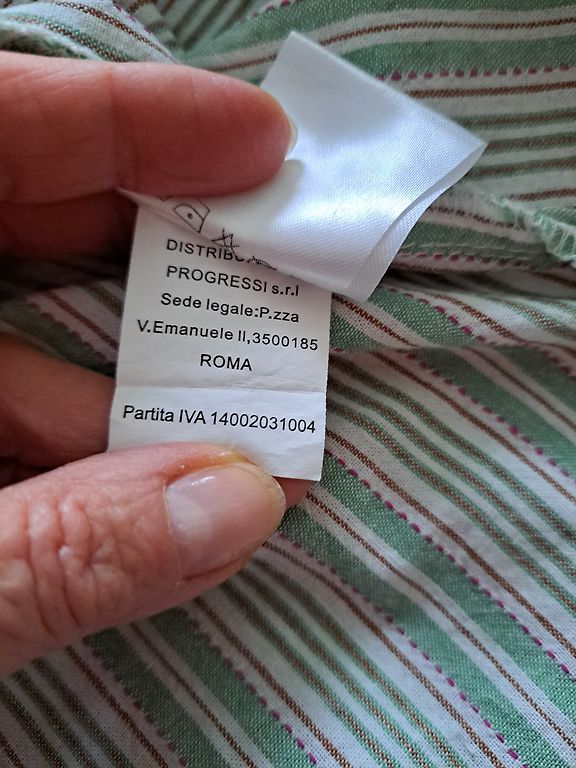 PROGRESSI s.r.l
Sede legale:P.zza
V.Emanuele II,3500185
ROMA
Partita IVA 14002031004